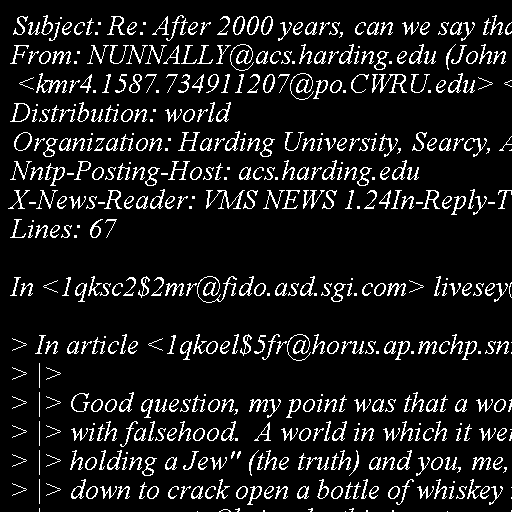 Subject: Re: After 2000 years, can we say tha
From: NUNNALLY@acs.harding.edu (John
 <kmr4.1587.734911207@po.CWRU.edu> <
Distribution: world
Organization: Harding University, Searcy, A
Nntp-Posting-Host: acs.harding.edu
X-News-Reader: VMS NEWS 1.24In-Reply-T
Lines: 67

In <1qksc2$2mr@fido.asd.sgi.com> livesey@

> In article <1qkoel$5fr@horus.ap.mchp.sni
> |>
> |> Good question, my point was that a wor
> |> with falsehood.  A world in which it wer
> |> holding a Jew" (the truth) and you, me,
> |> down to crack open a bottle of whiskey